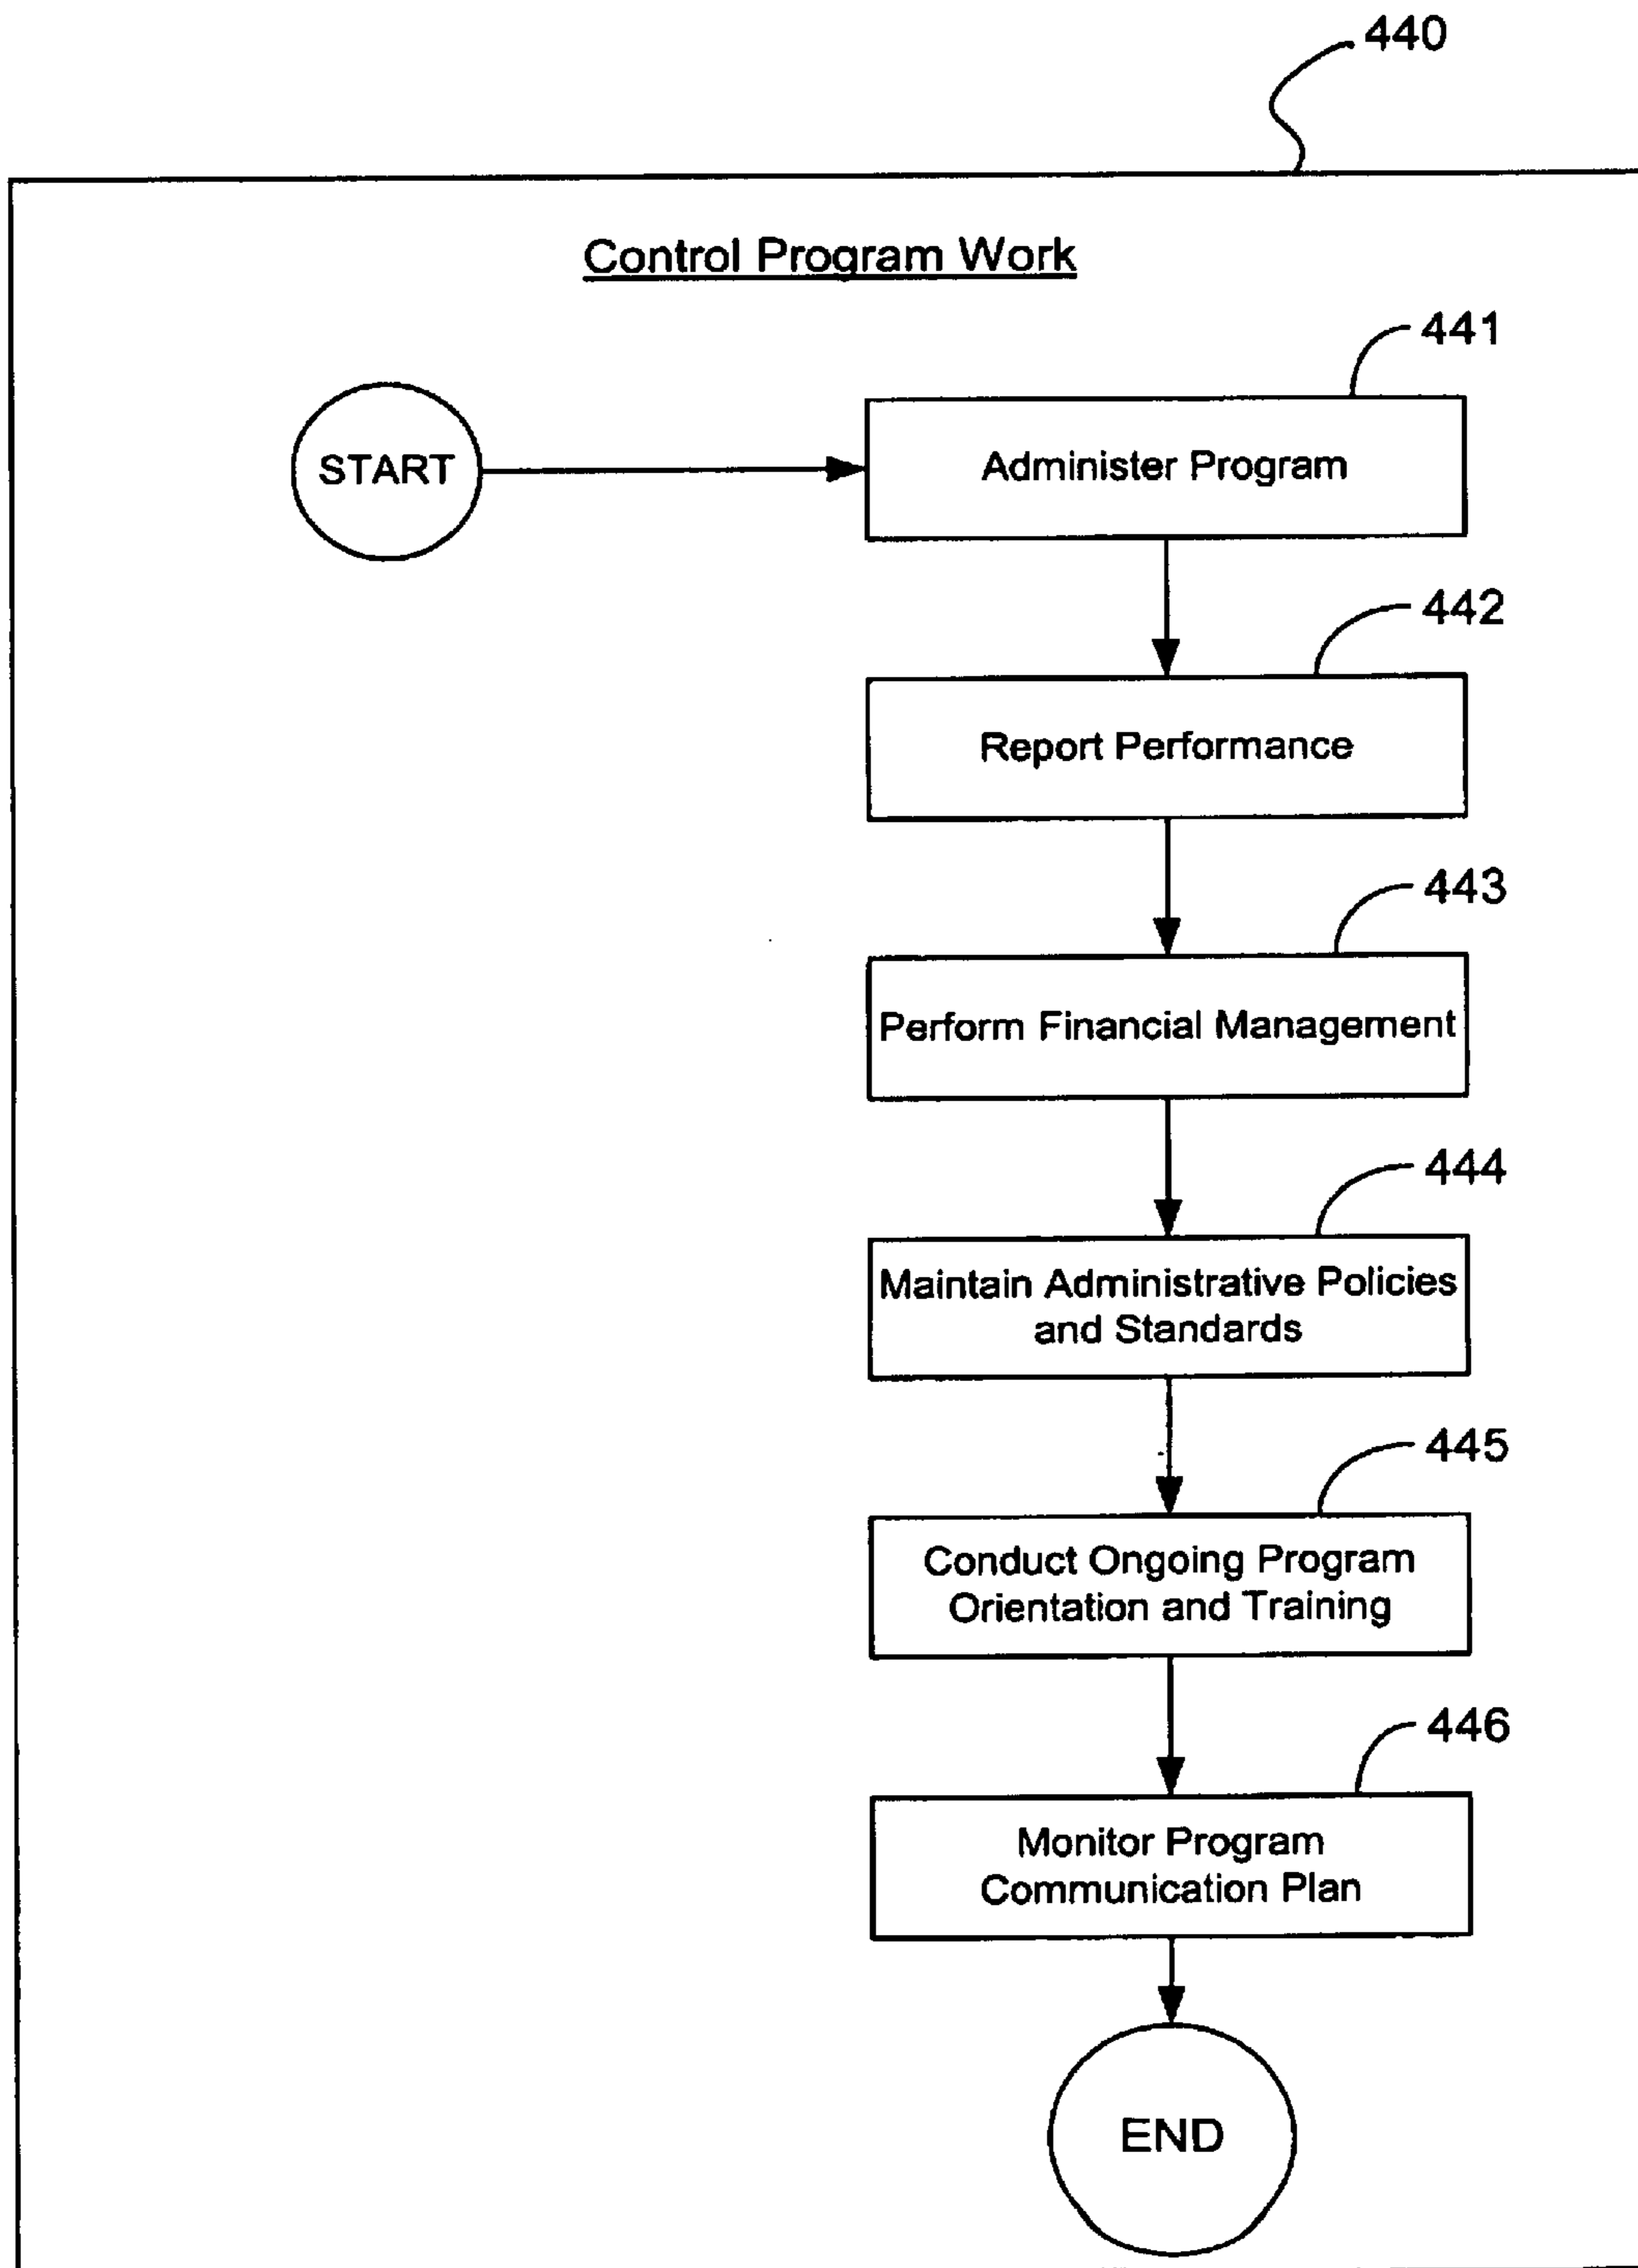 440
Control Program Work
441
START
Administer Program
442
Report Performance
443
Perform Financial Management
444
Maintain Administrative Policies
and Standards
445
Conduct Ongoing Program
Orientation and Training
446
Monitor Program
Communication Plan
END